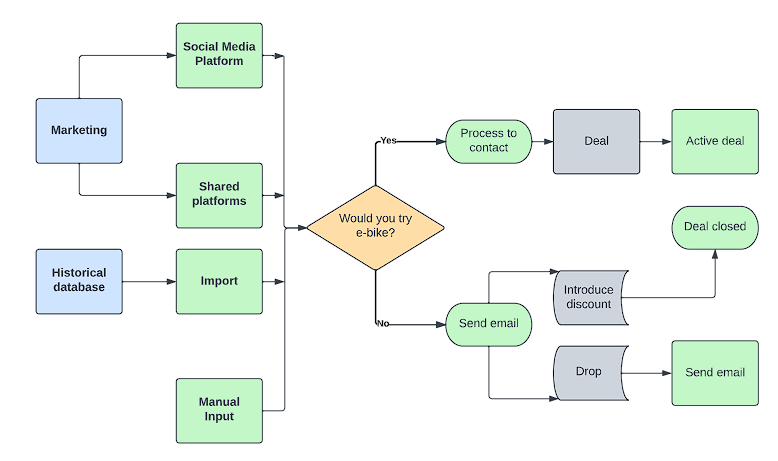 Social Media
Platform
Marketing
Shared
platforms
Historical
database
Import
Manual
Input
Would you try
e-bike?
Yes
Process to
contact
Deal
Active deal
No
Send email
Introduce
discount
Deal closed
Drop
Send email